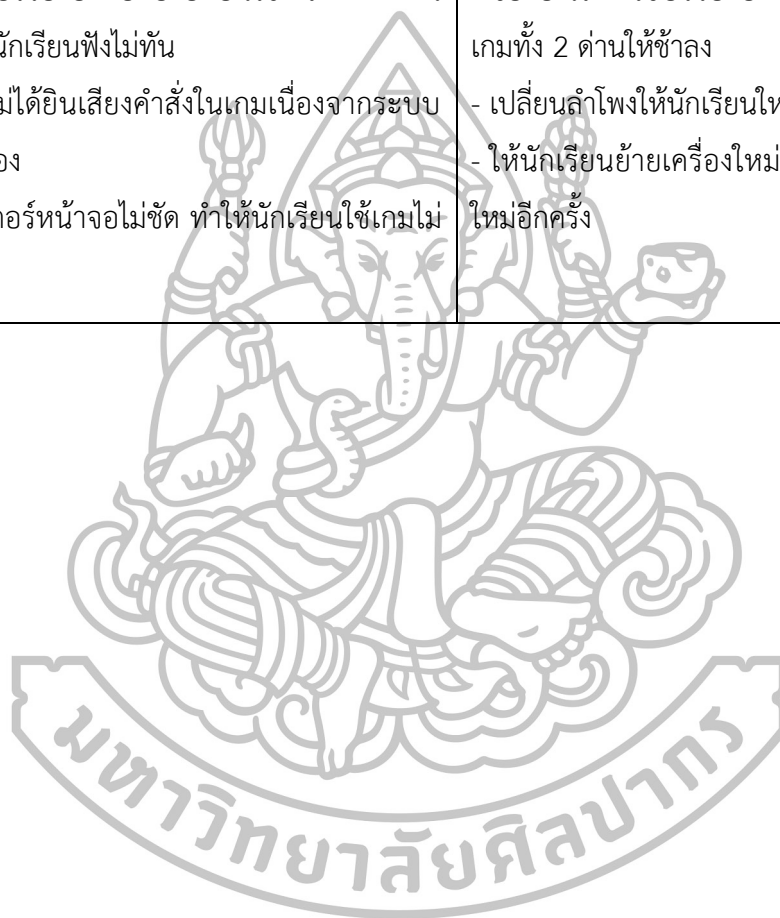 นักเรียนฟังไม่ทัน
ม่ได้ยินเสียงคำสั่งในเกมเนื่องจากระบบ
อง
อร์หน้าจอไม่ชัด ทำให้นักเรียนใช้เกมไม่
เกมทั้ง 2 ด่านให้ช้าลง
- เปลี่ยนลำโพงให้นักเรียนให
- ให้นักเรียนย้ายเครื่องใหม่
ใหม่อีกครั้ง
มหาวิทยาลัยศิลปากร